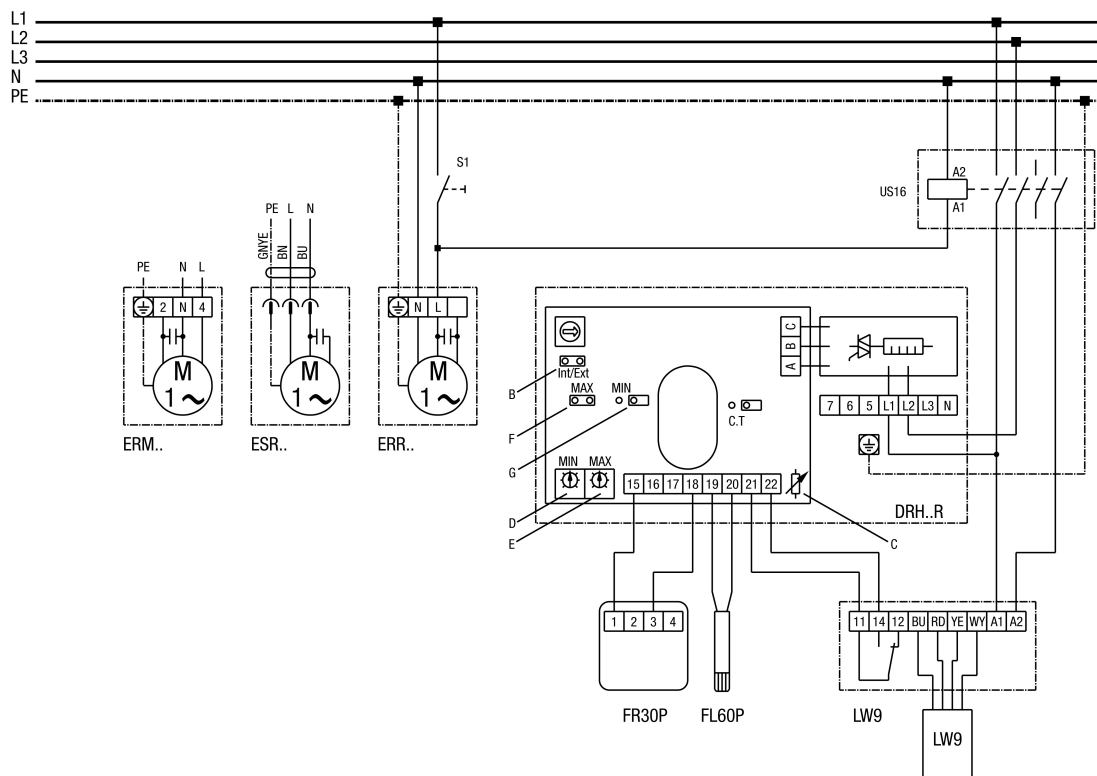 L1
L2
L3
N
PE
S1
A2
US16
A1
PE L N
GNYE BN BU
PE N L
2 N 4
N L
M
1~
M
1~
M
1~
ERM..
ESR..
ERR..
B
Int/Ext
MAX MIN
F
G
C.T
C
B
A
7 6 5 L1 L2 L3 N
MIN MAX
15 16 17 18 19 20 21 22
D
E
C
DRH..R
1 2 3 4
11 14 12 BU RD YE WY A1 A2
FR30P
FL60P
LW9
LW9